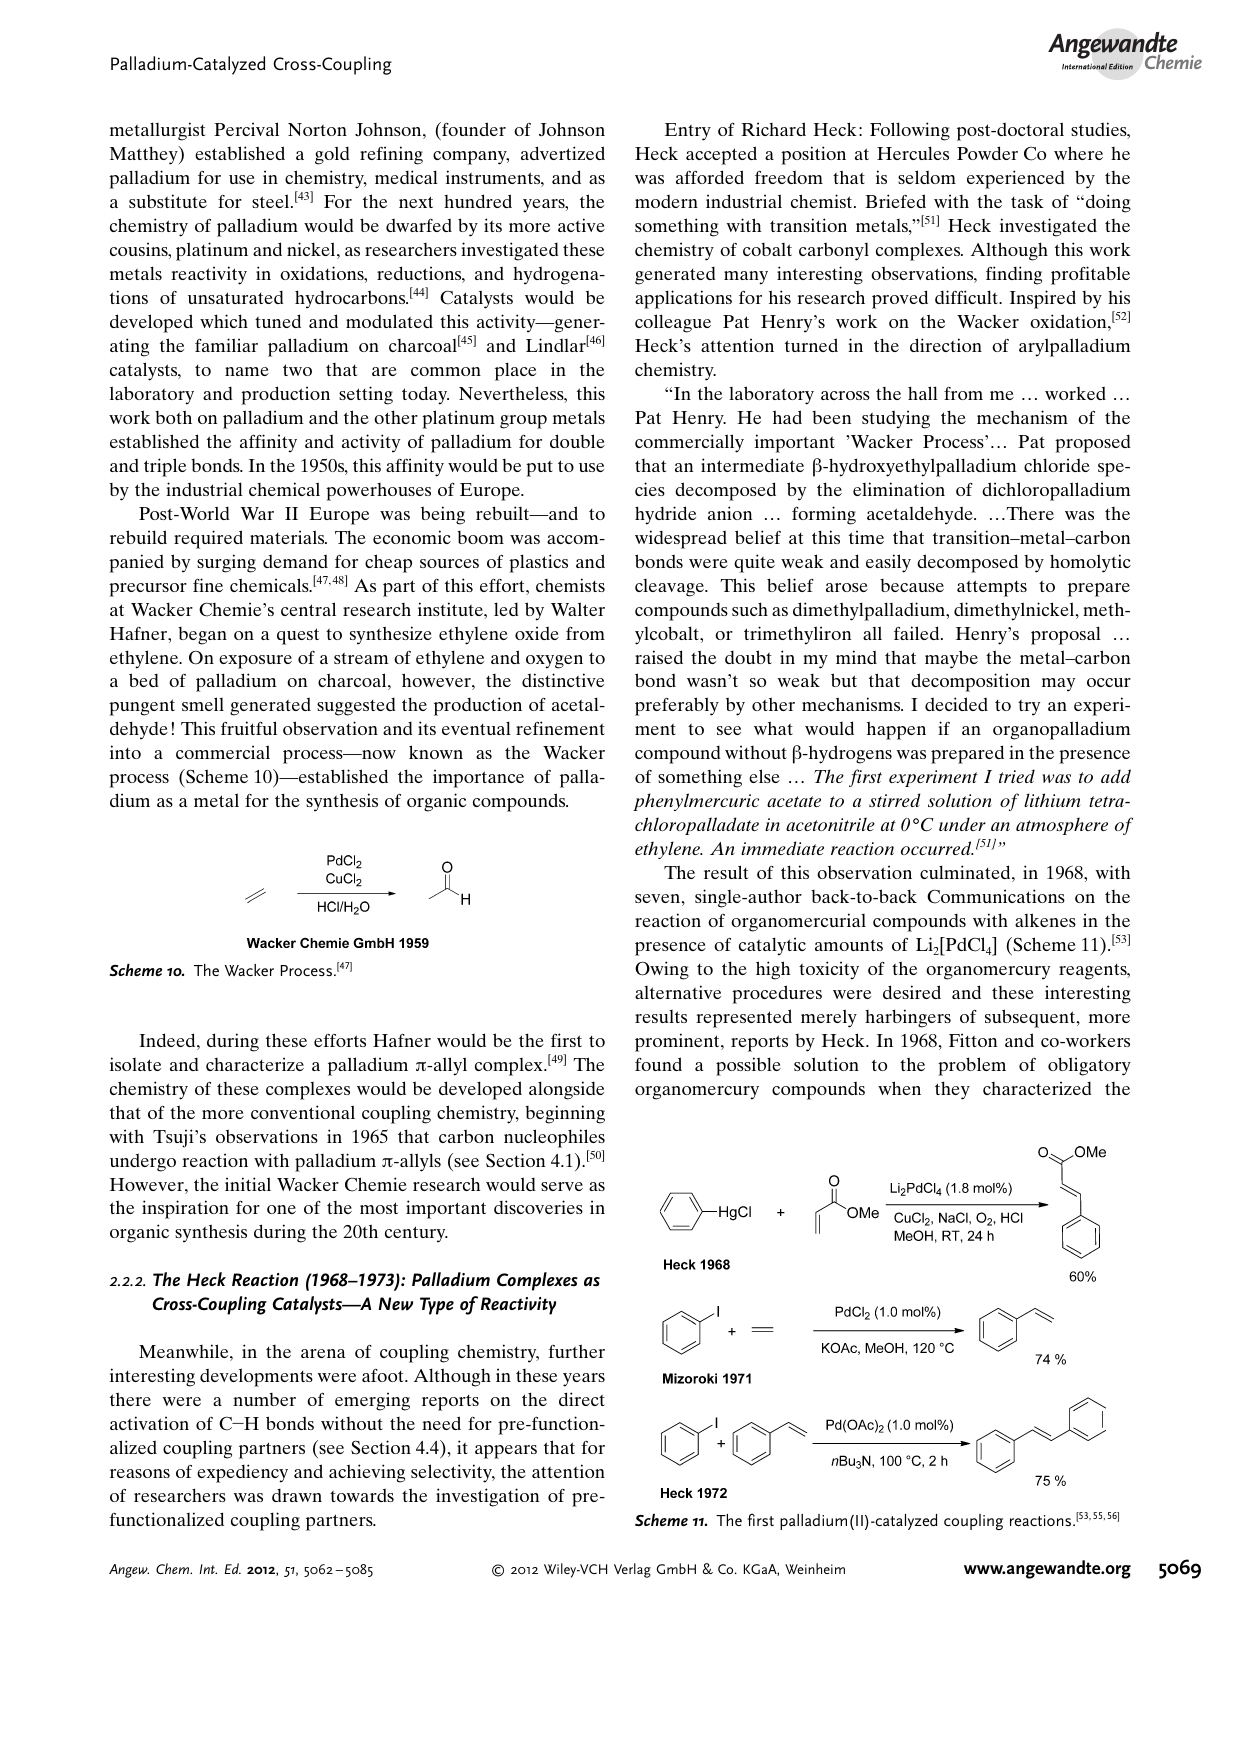 Palladium-Catalyzed Cross-Coupling
Angewandte
International Edition Chemie
metallurgist Percival Norton Johnson, (founder of Johnson
Matthey) established a gold refining company, advertized
palladium for use in chemistry, medical instruments, and as
a substitute for steel.[43] For the next hundred years, the
chemistry of palladium would be dwarfed by its more active
cousins, platinum and nickel, as researchers investigated these
metals reactivity in oxidations, reductions, and hydrogena-
tions of unsaturated hydrocarbons.[44] Catalysts would be
developed which tuned and modulated this activity—gener-
ating the familiar palladium on charcoal[45] and Lindlar[46]
catalysts, to name two that are common place in the
laboratory and production setting today. Nevertheless, this
work both on palladium and the other platinum group metals
established the affinity and activity of palladium for double
and triple bonds. In the 1950s, this affinity would be put to use
by the industrial chemical powerhouses of Europe.
Post-World War II Europe was being rebuilt—and to
rebuild required materials. The economic boom was accom-
panied by surging demand for cheap sources of plastics and
precursor fine chemicals.[47,48] As part of this effort, chemists
at Wacker Chemie's central research institute, led by Walter
Hafner, began on a quest to synthesize ethylene oxide from
ethylene. On exposure of a stream of ethylene and oxygen to
a bed of palladium on charcoal, however, the distinctive
pungent smell generated suggested the production of acetal-
dehyde! This fruitful observation and its eventual refinement
into a commercial process—now known as the Wacker
process (Scheme 10)—established the importance of palla-
dium as a metal for the synthesis of organic compounds.
PdCl2
CuCl2
HCl/H2O
O
H
Wacker Chemie GmbH 1959
Scheme 10. The Wacker Process.[47]
Indeed, during these efforts Hafner would be the first to
isolate and characterize a palladium π-allyl complex.[49] The
chemistry of these complexes would be developed alongside
that of the more conventional coupling chemistry, beginning
with Tsuji's observations in 1965 that carbon nucleophiles
undergo reaction with palladium π-allyls (see Section 4.1).[50]
However, the initial Wacker Chemie research would serve as
the inspiration for one of the most important discoveries in
organic synthesis during the 20th century.
2.2.2. The Heck Reaction (1968–1973): Palladium Complexes as
Cross-Coupling Catalysts—A New Type of Reactivity
Meanwhile, in the arena of coupling chemistry, further
interesting developments were afoot. Although in these years
there were a number of emerging reports on the direct
activation of C−H bonds without the need for pre-function-
alized coupling partners (see Section 4.4), it appears that for
reasons of expediency and achieving selectivity, the attention
of researchers was drawn towards the investigation of pre-
functionalized coupling partners.
Entry of Richard Heck: Following post-doctoral studies,
Heck accepted a position at Hercules Powder Co where he
was afforded freedom that is seldom experienced by the
modern industrial chemist. Briefed with the task of “doing
something with transition metals,”[51] Heck investigated the
chemistry of cobalt carbonyl complexes. Although this work
generated many interesting observations, finding profitable
applications for his research proved difficult. Inspired by his
colleague Pat Henry's work on the Wacker oxidation,[52]
Heck's attention turned in the direction of arylpalladium
chemistry.
“In the laboratory across the hall from me … worked …
Pat Henry. He had been studying the mechanism of the
commercially important ’Wacker Process’… Pat proposed
that an intermediate β-hydroxyethylpalladium chloride spe-
cies decomposed by the elimination of dichloropalladium
hydride anion … forming acetaldehyde. …There was the
widespread belief at this time that transition–metal–carbon
bonds were quite weak and easily decomposed by homolytic
cleavage. This belief arose because attempts to prepare
compounds such as dimethylpalladium, dimethylnickel, meth-
ylcobalt, or trimethyliron all failed. Henry's proposal …
raised the doubt in my mind that maybe the metal–carbon
bond wasn't so weak but that decomposition may occur
preferably by other mechanisms. I decided to try an experi-
ment to see what would happen if an organopalladium
compound without β-hydrogens was prepared in the presence
of something else … The first experiment I tried was to add
phenylmercuric acetate to a stirred solution of lithium tetra-
chloropalladate in acetonitrile at 0°C under an atmosphere of
ethylene. An immediate reaction occurred.[51]”
The result of this observation culminated, in 1968, with
seven, single-author back-to-back Communications on the
reaction of organomercurial compounds with alkenes in the
presence of catalytic amounts of Li2[PdCl4] (Scheme 11).[53]
Owing to the high toxicity of the organomercury reagents,
alternative procedures were desired and these interesting
results represented merely harbingers of subsequent, more
prominent, reports by Heck. In 1968, Fitton and co-workers
found a possible solution to the problem of obligatory
organomercury compounds when they characterized the
HgCl
+
O
OMe
Li2PdCl4 (1.8 mol%)
CuCl2, NaCl, O2, HCl
MeOH, RT, 24 h
O
OMe
60%
Heck 1968
I
+
PdCl2 (1.0 mol%)
KOAc, MeOH, 120 °C
74 %
Mizoroki 1971
I
+
Pd(OAc)2 (1.0 mol%)
nBu3N, 100 °C, 2 h
75 %
Heck 1972
Scheme 11. The first palladium(II)-catalyzed coupling reactions.[53,55,56]
Angew. Chem. Int. Ed. 2012, 51, 5062–5085
© 2012 Wiley-VCH Verlag GmbH & Co. KGaA, Weinheim
www.angewandte.org 5069